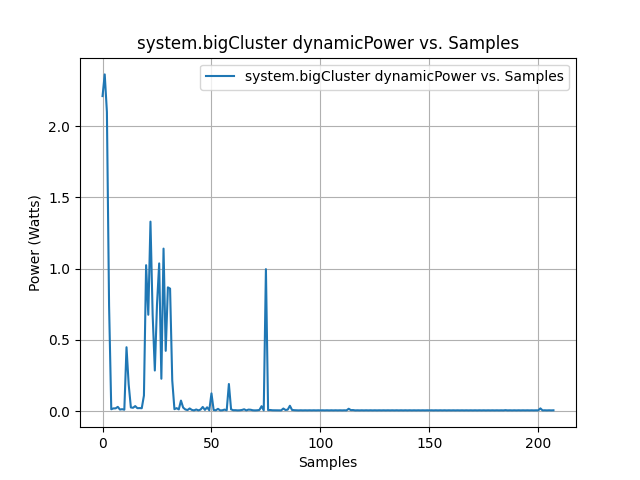 system.bigCluster dynamicPower vs. Samples
system.bigCluster dynamicPower vs. Samples
Power (Watts)
2.0
1.5
1.0
0.5
0.0
0 50 100 150 200
Samples